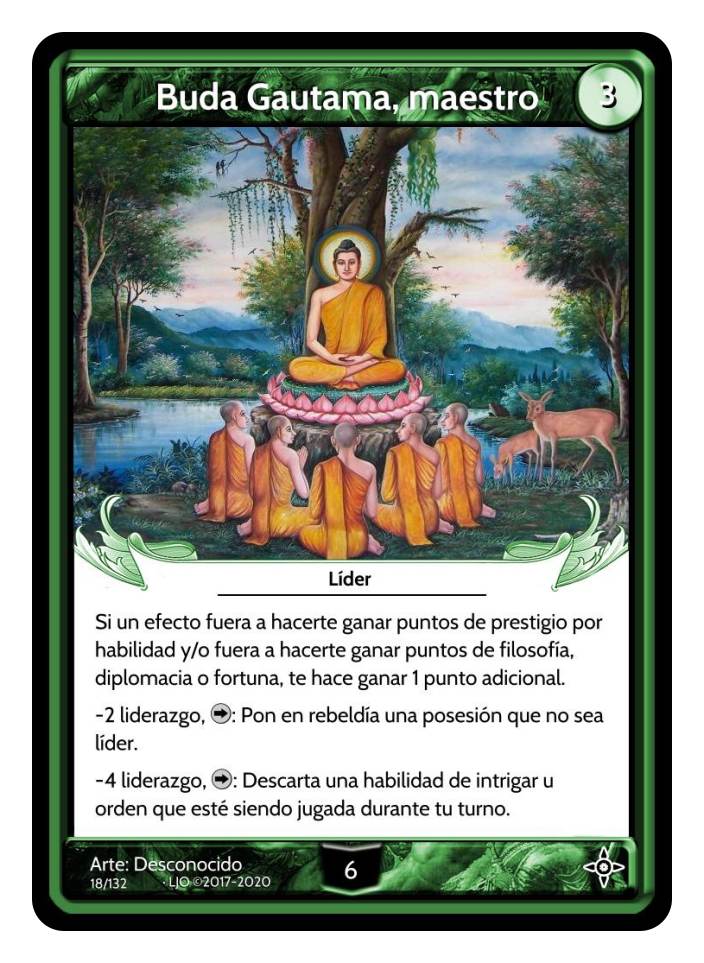 Buda Gautama, maestro
3
Líder
Si un efecto fuera a hacerte ganar puntos de prestigio por
habilidad y/o fuera a hacerte ganar puntos de filosofía,
diplomacia o fortuna, te hace ganar 1 punto adicional.
-2 liderazgo, ➡: Pon en rebeldía una posesión que no sea
líder.
-4 liderazgo, ➡: Descarta una habilidad de intrigar u
orden que esté siendo jugada durante tu turno.
Arte: Desconocido
18/132 · LJO ©2017-2020
6